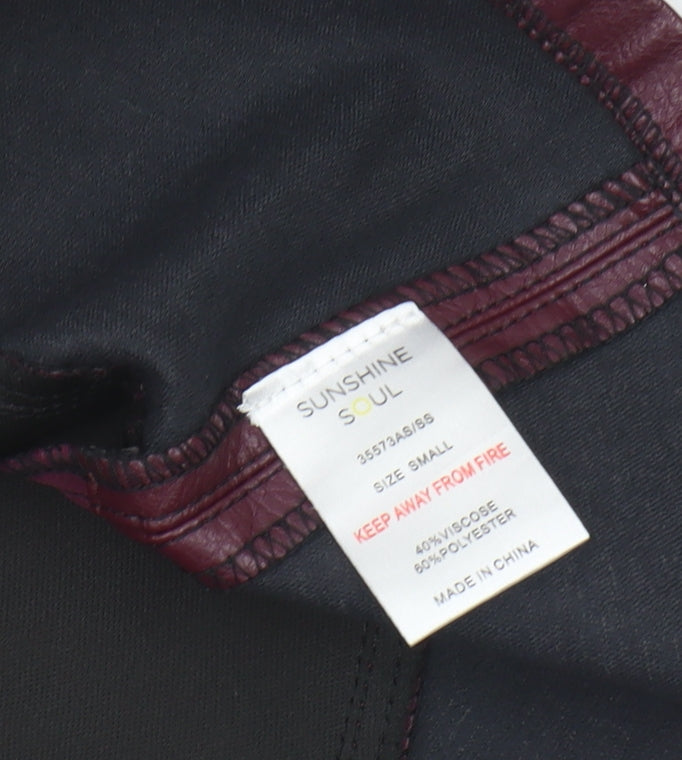 SUNSHINE
SOUL
35573AS/SS
SIZE SMALL
KEEP AWAY FROM FIRE
40%VISCOSE
60%POLYESTER
MADE IN CHINA